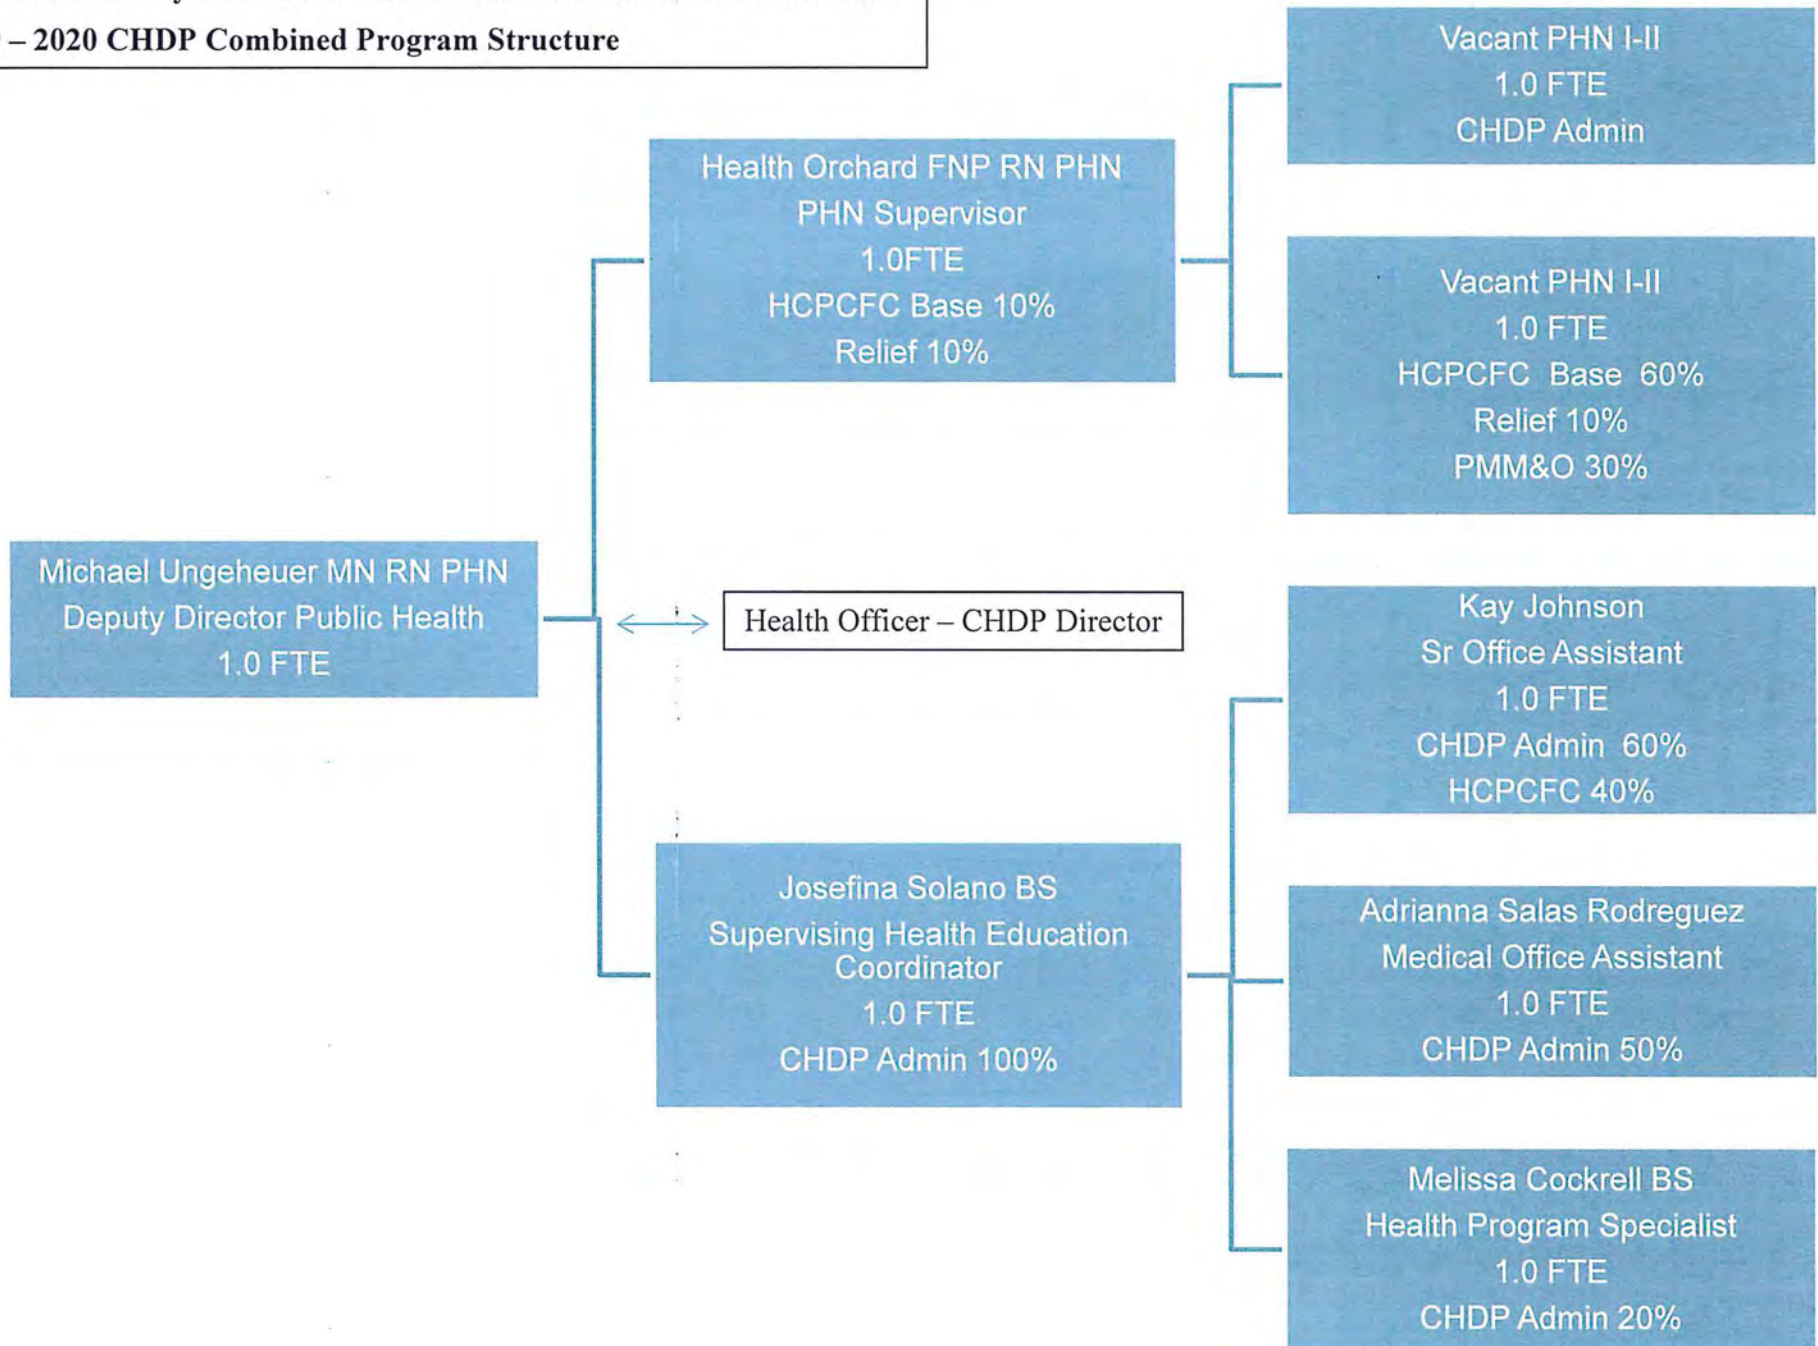 – 2020 CHDP Combined Program Structure
Vacant PHN I-II
1.0 FTE
CHDP Admin
Health Orchard FNP RN PHN
PHN Supervisor
1.0FTE
HCPCFC Base 10%
Relief 10%
Vacant PHN I-II
1.0 FTE
HCPCFC Base 60%
Relief 10%
PMM&O 30%
Michael Ungeheuer MN RN PHN
Deputy Director Public Health
1.0 FTE
Health Officer – CHDP Director
Kay Johnson
Sr Office Assistant
1.0 FTE
CHDP Admin 60%
HCPCFC 40%
Josefina Solano BS
Supervising Health Education
Coordinator
1.0 FTE
CHDP Admin 100%
Adrianna Salas Rodreguez
Medical Office Assistant
1.0 FTE
CHDP Admin 50%
Melissa Cockrell BS
Health Program Specialist
1.0 FTE
CHDP Admin 20%